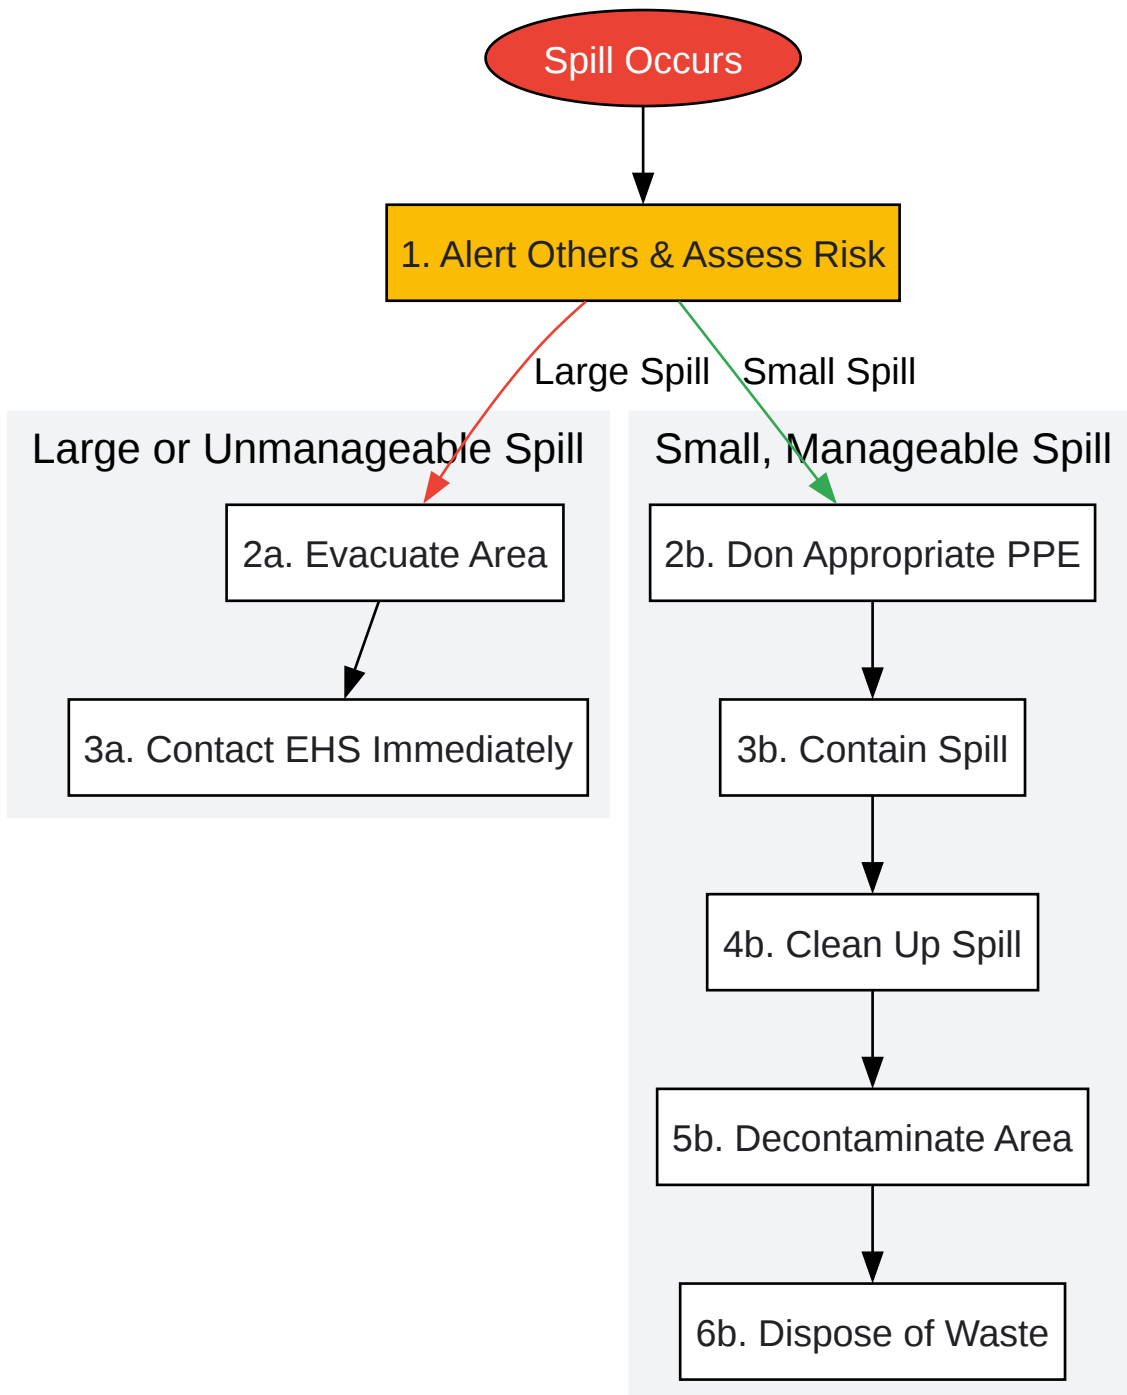 Spill Occurs
1. Alert Others & Assess Risk
Large Spill
Small Spill
Large or Unmanageable Spill
2a. Evacuate Area
3a. Contact EHS Immediately
Small, Manageable Spill
2b. Don Appropriate PPE
3b. Contain Spill
4b. Clean Up Spill
5b. Decontaminate Area
6b. Dispose of Waste